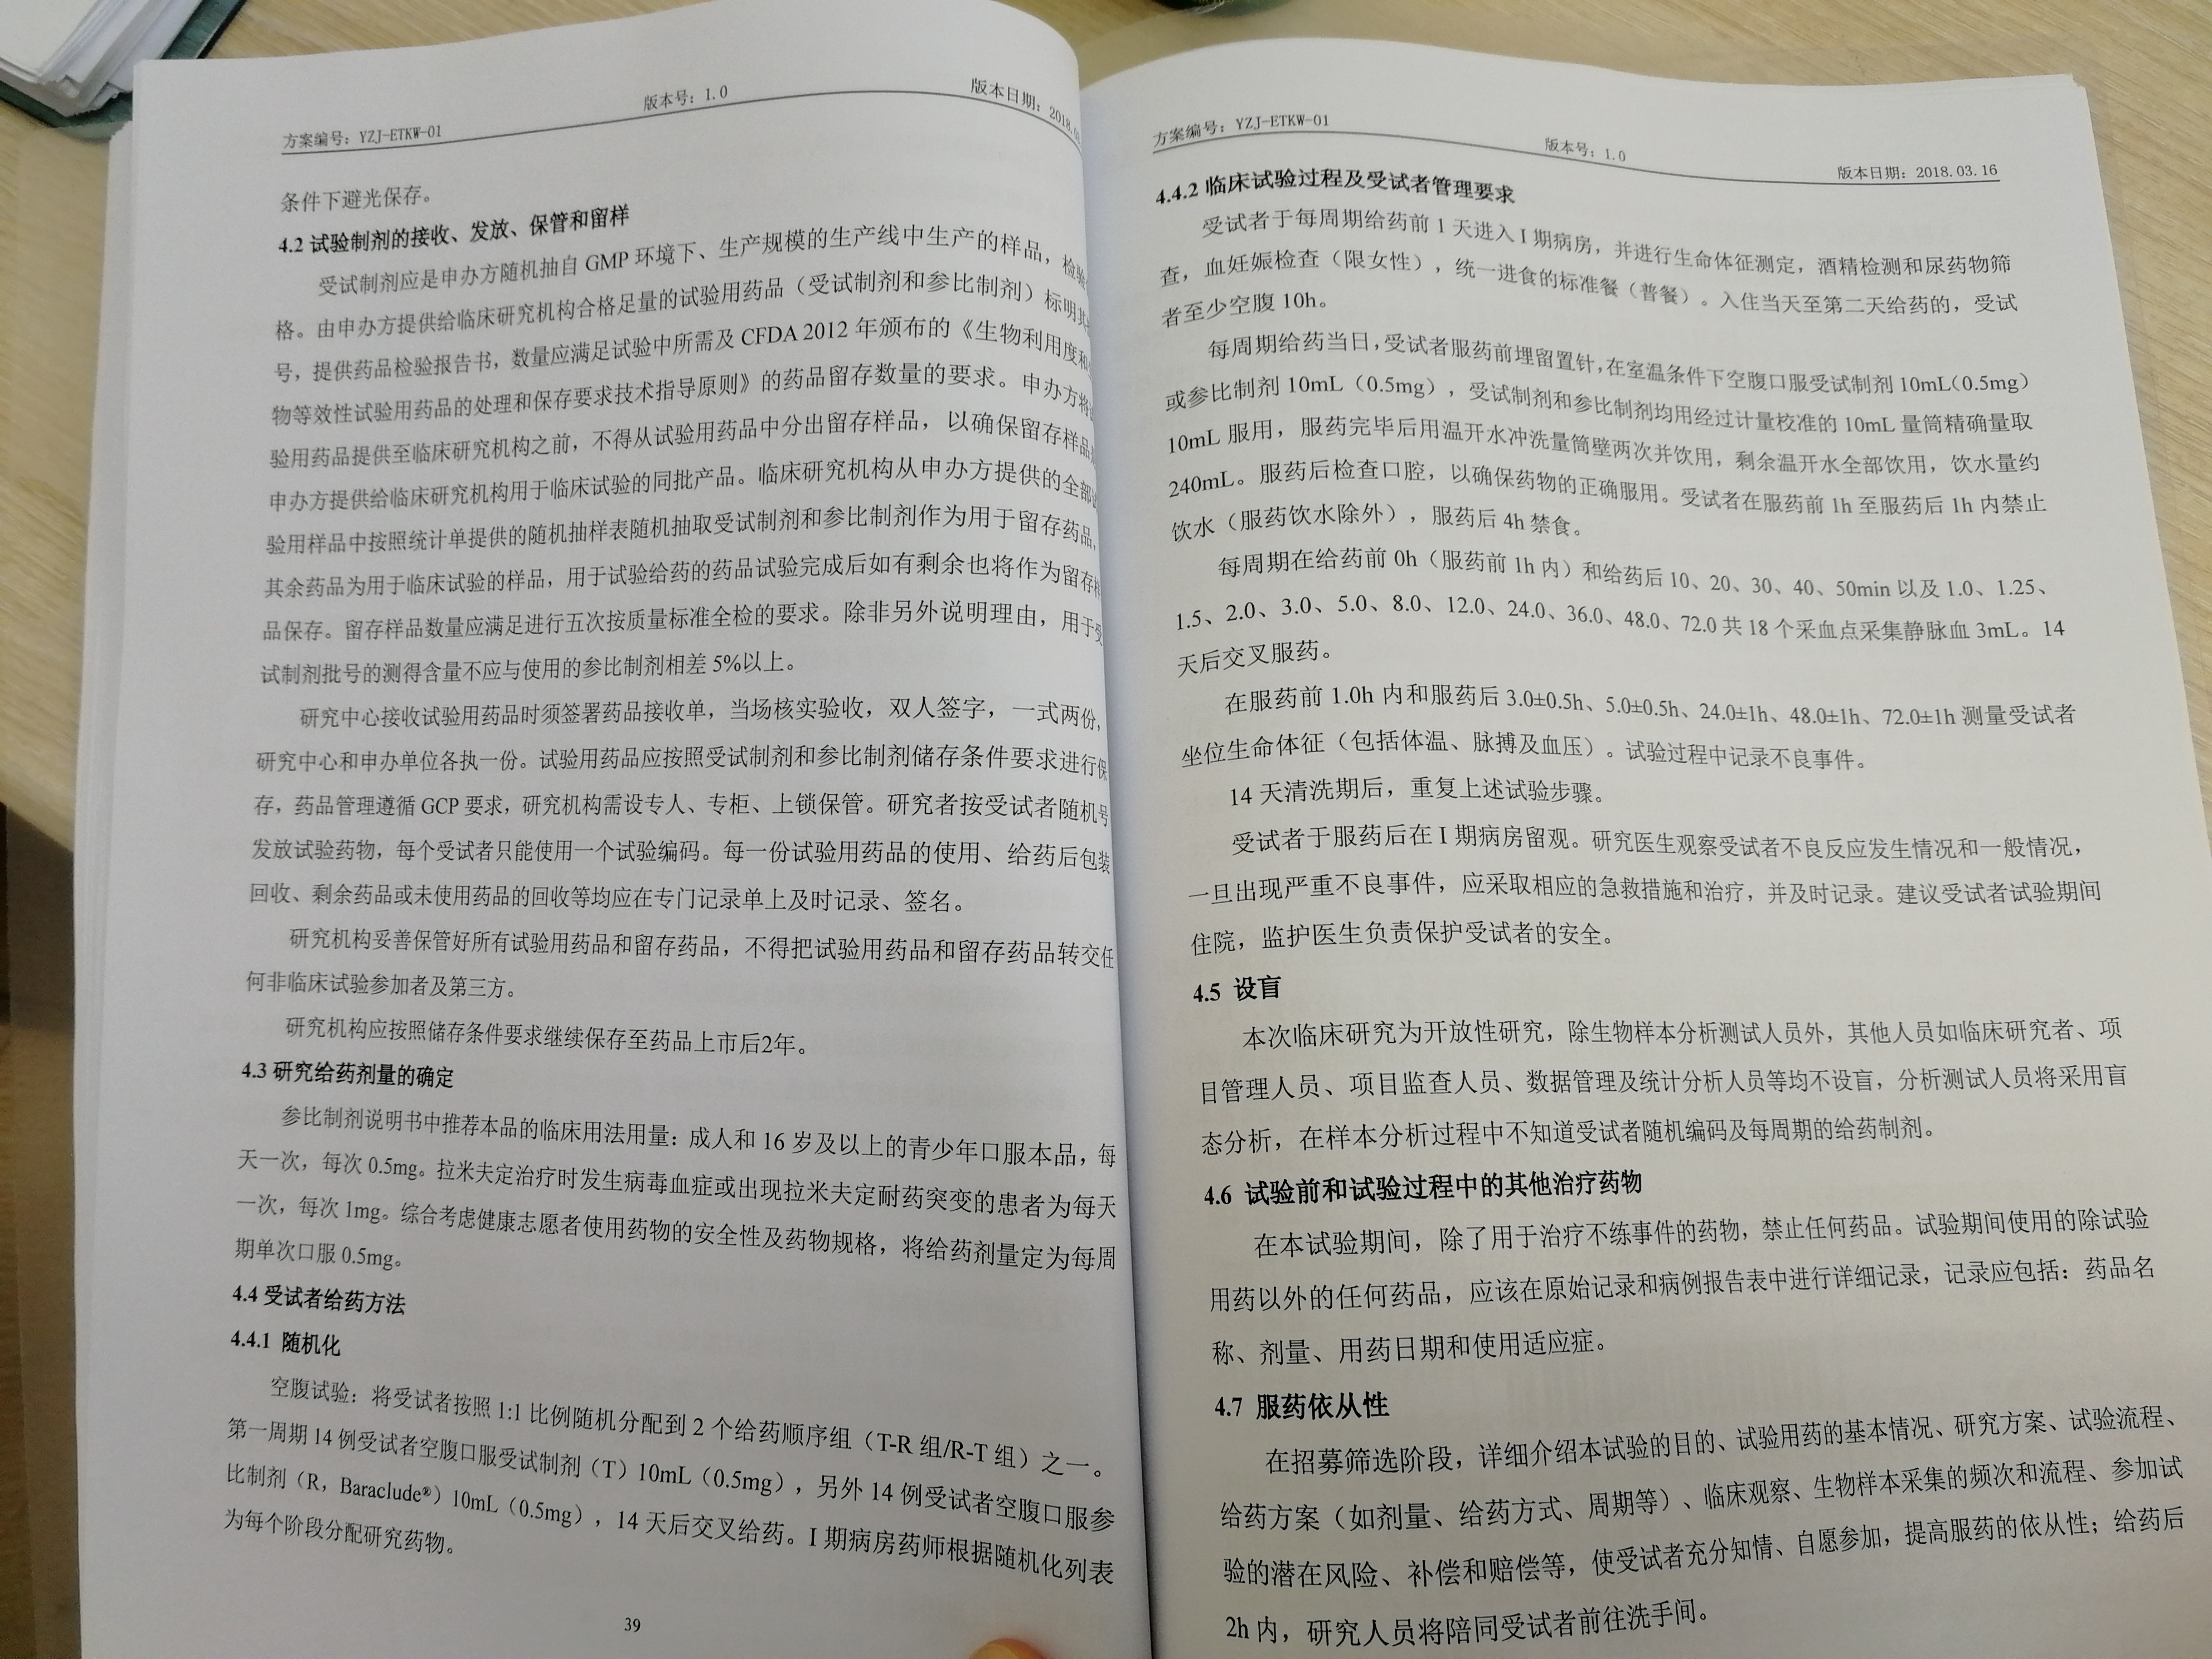 方案编号：YZJ-ETKW-01
版本号：1.0
版本日期：2018.0
条件下避光保存。
4.2 试验制剂的接收、发放、保管和留样
受试制剂应是申办方随机抽自 GMP 环境下、生产规模的生产线中生产的样品，检验
格。由申办方提供给临床研究机构合格足量的试验用药品（受试制剂和参比制剂）标明其
号，提供药品检验报告书，数量应满足试验中所需及 CFDA 2012 年颁布的《生物利用度和
物等效性试验用药品的处理和保存要求技术指导原则》的药品留存数量的要求。申办方将
验用药品提供至临床研究机构之前，不得从试验用药品中分出留存样品，以确保留存样品
申办方提供给临床研究机构用于临床试验的同批产品。临床研究机构从申办方提供的全部
验用样品中按照统计单提供的随机抽样表随机抽取受试制剂和参比制剂作为用于留存药品，
其余药品为用于临床试验的样品，用于试验给药的药品试验完成后如有剩余也将作为留存样
品保存。留存样品数量应满足进行五次按质量标准全检的要求。除非另外说明理由，用于受
试制剂批号的测得含量不应与使用的参比制剂相差 5%以上。
研究中心接收试验用药品时须签署药品接收单，当场核实验收，双人签字，一式两份，
研究中心和申办单位各执一份。试验用药品应按照受试制剂和参比制剂储存条件要求进行保
存，药品管理遵循 GCP 要求，研究机构需设专人、专柜、上锁保管。研究者按受试者随机号
发放试验药物，每个受试者只能使用一个试验编码。每一份试验用药品的使用、给药后包装
回收、剩余药品或未使用药品的回收等均应在专门记录单上及时记录、签名。
研究机构妥善保管好所有试验用药品和留存药品，不得把试验用药品和留存药品转交任
何非临床试验参加者及第三方。
研究机构应按照储存条件要求继续保存至药品上市后2年。
4.3 研究给药剂量的确定
参比制剂说明书中推荐本品的临床用法用量：成人和 16 岁及以上的青少年口服本品，每
天一次，每次 0.5mg。拉米夫定治疗时发生病毒血症或出现拉米夫定耐药突变的患者为每天
一次，每次 1mg。综合考虑健康志愿者使用药物的安全性及药物规格，将给药剂量定为每周
期单次口服 0.5mg。
4.4 受试者给药方法
4.4.1 随机化
空腹试验：将受试者按照 1:1 比例随机分配到 2 个给药顺序组（T-R 组/R-T 组）之一。
第一周期 14 例受试者空腹口服受试制剂（T）10mL（0.5mg），另外 14 例受试者空腹口服参
比制剂（R，Baraclude®）10mL（0.5mg），14 天后交叉给药。I 期病房药师根据随机化列表
为每个阶段分配研究药物。
39
方案编号：YZJ-ETKW-01
版本号：1.0
版本日期：2018.03.16
4.4.2 临床试验过程及受试者管理要求
受试者于每周期给药前 1 天进入 I 期病房，并进行生命体征测定，酒精检测和尿药物筛
查，血妊娠检查（限女性），统一进食的标准餐（普餐）。入住当天至第二天给药的，受试
者至少空腹 10h。
每周期给药当日，受试者服药前埋留置针，在室温条件下空腹口服受试制剂 10mL(0.5mg）
或参比制剂 10mL（0.5mg），受试制剂和参比制剂均用经过计量校准的 10mL 量筒精确量取
10mL 服用，服药完毕后用温开水冲洗量筒壁两次并饮用，剩余温开水全部饮用，饮水量约
240mL。服药后检查口腔，以确保药物的正确服用。受试者在服药前 1h 至服药后 1h 内禁止
饮水（服药饮水除外），服药后 4h 禁食。
每周期在给药前 0h（服药前 1h 内）和给药后 10、20、30、40、50min 以及 1.0、1.25、
1.5、2.0、3.0、5.0、8.0、12.0、24.0、36.0、48.0、72.0 共 18 个采血点采集静脉血 3mL。14
天后交叉服药。
在服药前 1.0h 内和服药后 3.0±0.5h、5.0±0.5h、24.0±1h、48.0±1h、72.0±1h 测量受试者
坐位生命体征（包括体温、脉搏及血压）。试验过程中记录不良事件。
14 天清洗期后，重复上述试验步骤。
受试者于服药后在 I 期病房留观。研究医生观察受试者不良反应发生情况和一般情况，
一旦出现严重不良事件，应采取相应的急救措施和治疗，并及时记录。建议受试者试验期间
住院，监护医生负责保护受试者的安全。
4.5 设盲
本次临床研究为开放性研究，除生物样本分析测试人员外，其他人员如临床研究者、项
目管理人员、项目监查人员、数据管理及统计分析人员等均不设盲，分析测试人员将采用盲
态分析，在样本分析过程中不知道受试者随机编码及每周期的给药制剂。
4.6 试验前和试验过程中的其他治疗药物
在本试验期间，除了用于治疗不练事件的药物，禁止任何药品。试验期间使用的除试验
用药以外的任何药品，应该在原始记录和病例报告表中进行详细记录，记录应包括：药品名
称、剂量、用药日期和使用适应症。
4.7 服药依从性
在招募筛选阶段，详细介绍本试验的目的、试验用药的基本情况、研究方案、试验流程、
给药方案（如剂量、给药方式、周期等）、临床观察、生物样本采集的频次和流程、参加试
验的潜在风险、补偿和赔偿等，使受试者充分知情、自愿参加，提高服药的依从性；给药后
2h 内，研究人员将陪同受试者前往洗手间。